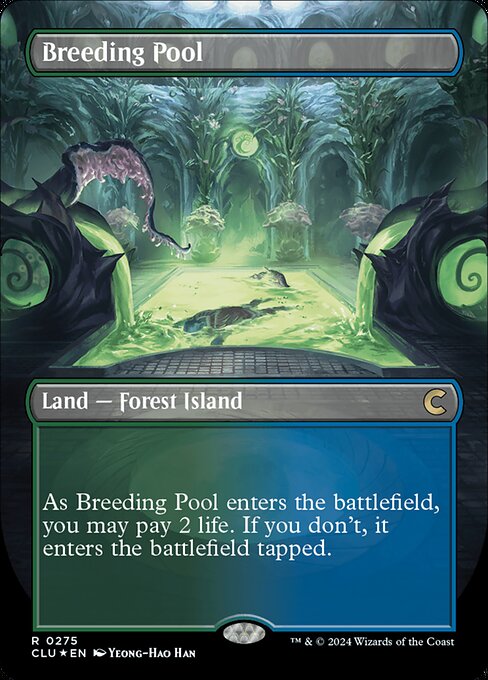 Breeding Pool
Land — Forest Island
As Breeding Pool enters the battlefield,
you may pay 2 life. If you don't, it
enters the battlefield tapped.
R 0275
CLU★EN Yeong-Hao Han
™ & © 2024 Wizards of the Coast